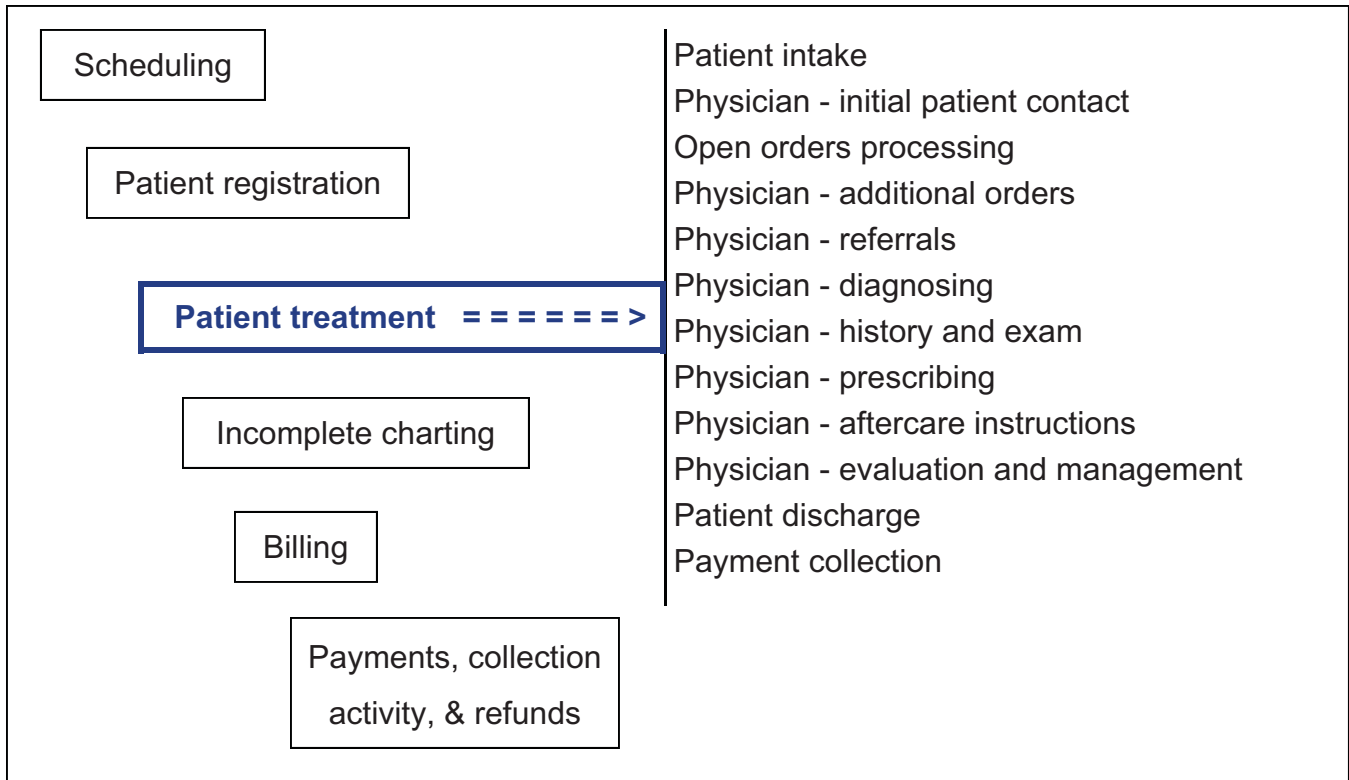 Scheduling
Patient registration
Patient treatment = = = = = = >
Incomplete charting
Billing
Payments, collection
activity, & refunds
Patient intake
Physician - initial patient contact
Open orders processing
Physician - additional orders
Physician - referrals
Physician - diagnosing
Physician - history and exam
Physician - prescribing
Physician - aftercare instructions
Physician - evaluation and management
Patient discharge
Payment collection